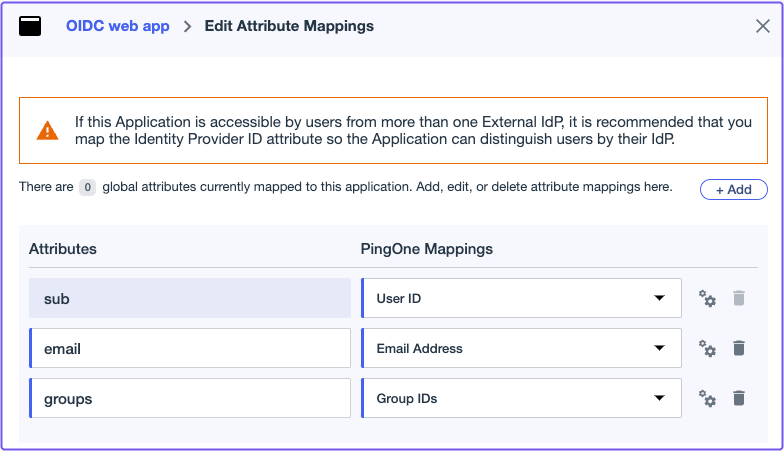 OIDC web app > Edit Attribute Mappings
If this Application is accessible by users from more than one External IdP, it is recommended that you
map the Identity Provider ID attribute so the Application can distinguish users by their IdP.
There are 0 global attributes currently mapped to this application. Add, edit, or delete attribute mappings here. + Add
Attributes PingOne Mappings
sub User ID
email Email Address
groups Group IDs